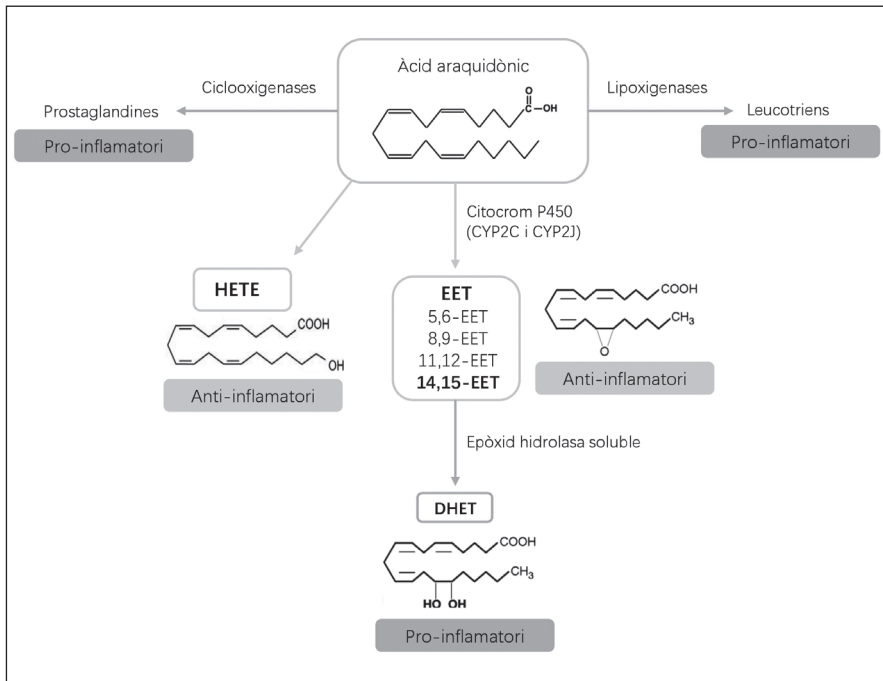 Àcid araquidònic
O
C-OH
Ciclooxigenases
Prostaglandines
Pro-inflamatori
Lipoxigenases
Leucotriens
Pro-inflamatori
Citocrom P450
(CYP2C i CYP2J)
HETE
COOH
OH
Anti-inflamatori
EET
5,6-EET
8,9-EET
11,12-EET
14,15-EET
COOH
CH₃
O
Anti-inflamatori
Epòxid hidrolasa soluble
DHET
COOH
CH₃
HO OH
Pro-inflamatori